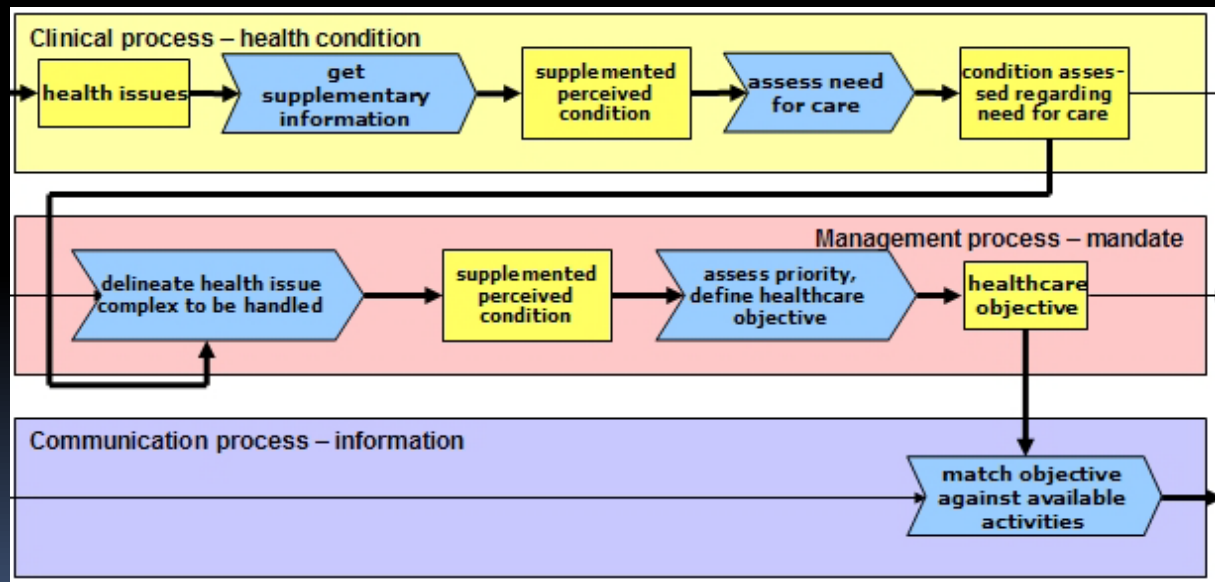 Clinical process – health condition
health issues
get
supplementary
information
supplemented
perceived
condition
assess need
for care
condition asses-
sed regarding
need for care
Management process – mandate
delineate health issue
complex to be handled
supplemented
perceived
condition
assess priority,
define healthcare
objective
healthcare
objective
Communication process – information
match objective
against available
activities